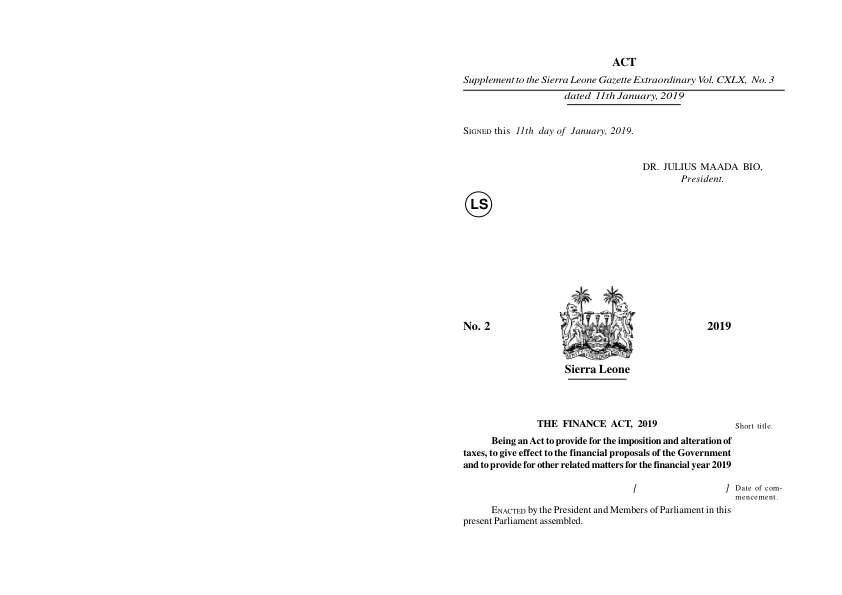 ACT
Supplement to the Sierra Leone Gazette Extraordinary Vol. CXLX, No. 3
dated 11th January, 2019
SIGNED this 11th day of January, 2019.
DR. JULIUS MAADA BIO,
President.
LS
No. 2
2019
Sierra Leone
THE FINANCE ACT, 2019
Short title.
Being an Act to provide for the imposition and alteration of
taxes, to give effect to the financial proposals of the Government
and to provide for other related matters for the financial year 2019
[ ]
Date of com-
mencement.
ENACTED by the President and Members of Parliament in this
present Parliament assembled.